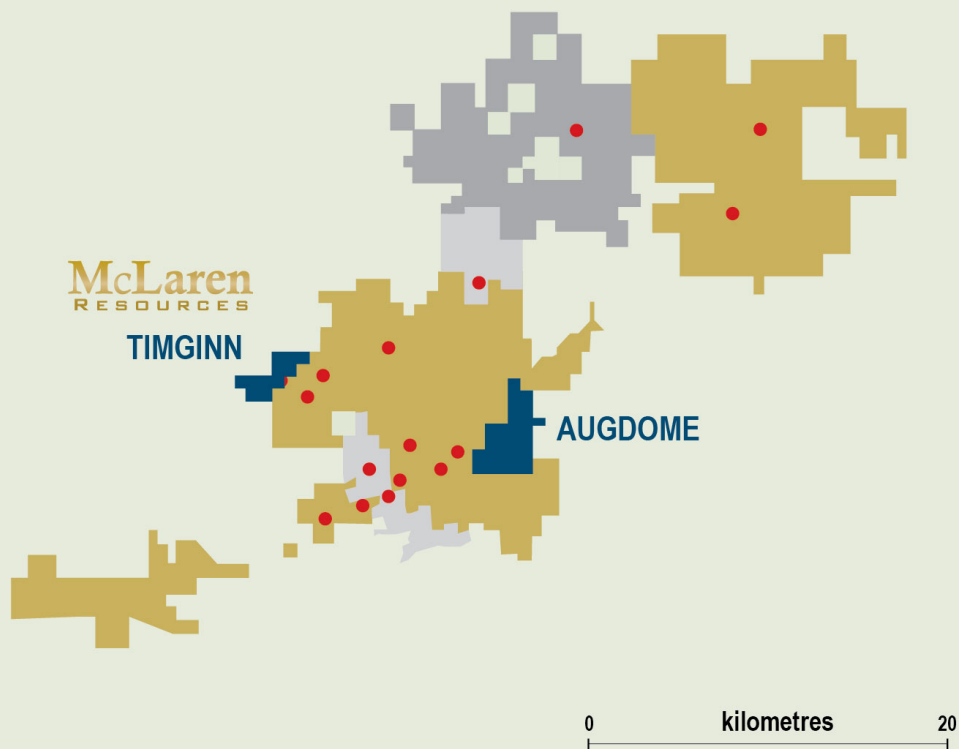 McLaren
RESOURCES
TIMGINN
AUGDOME
0 kilometres 20